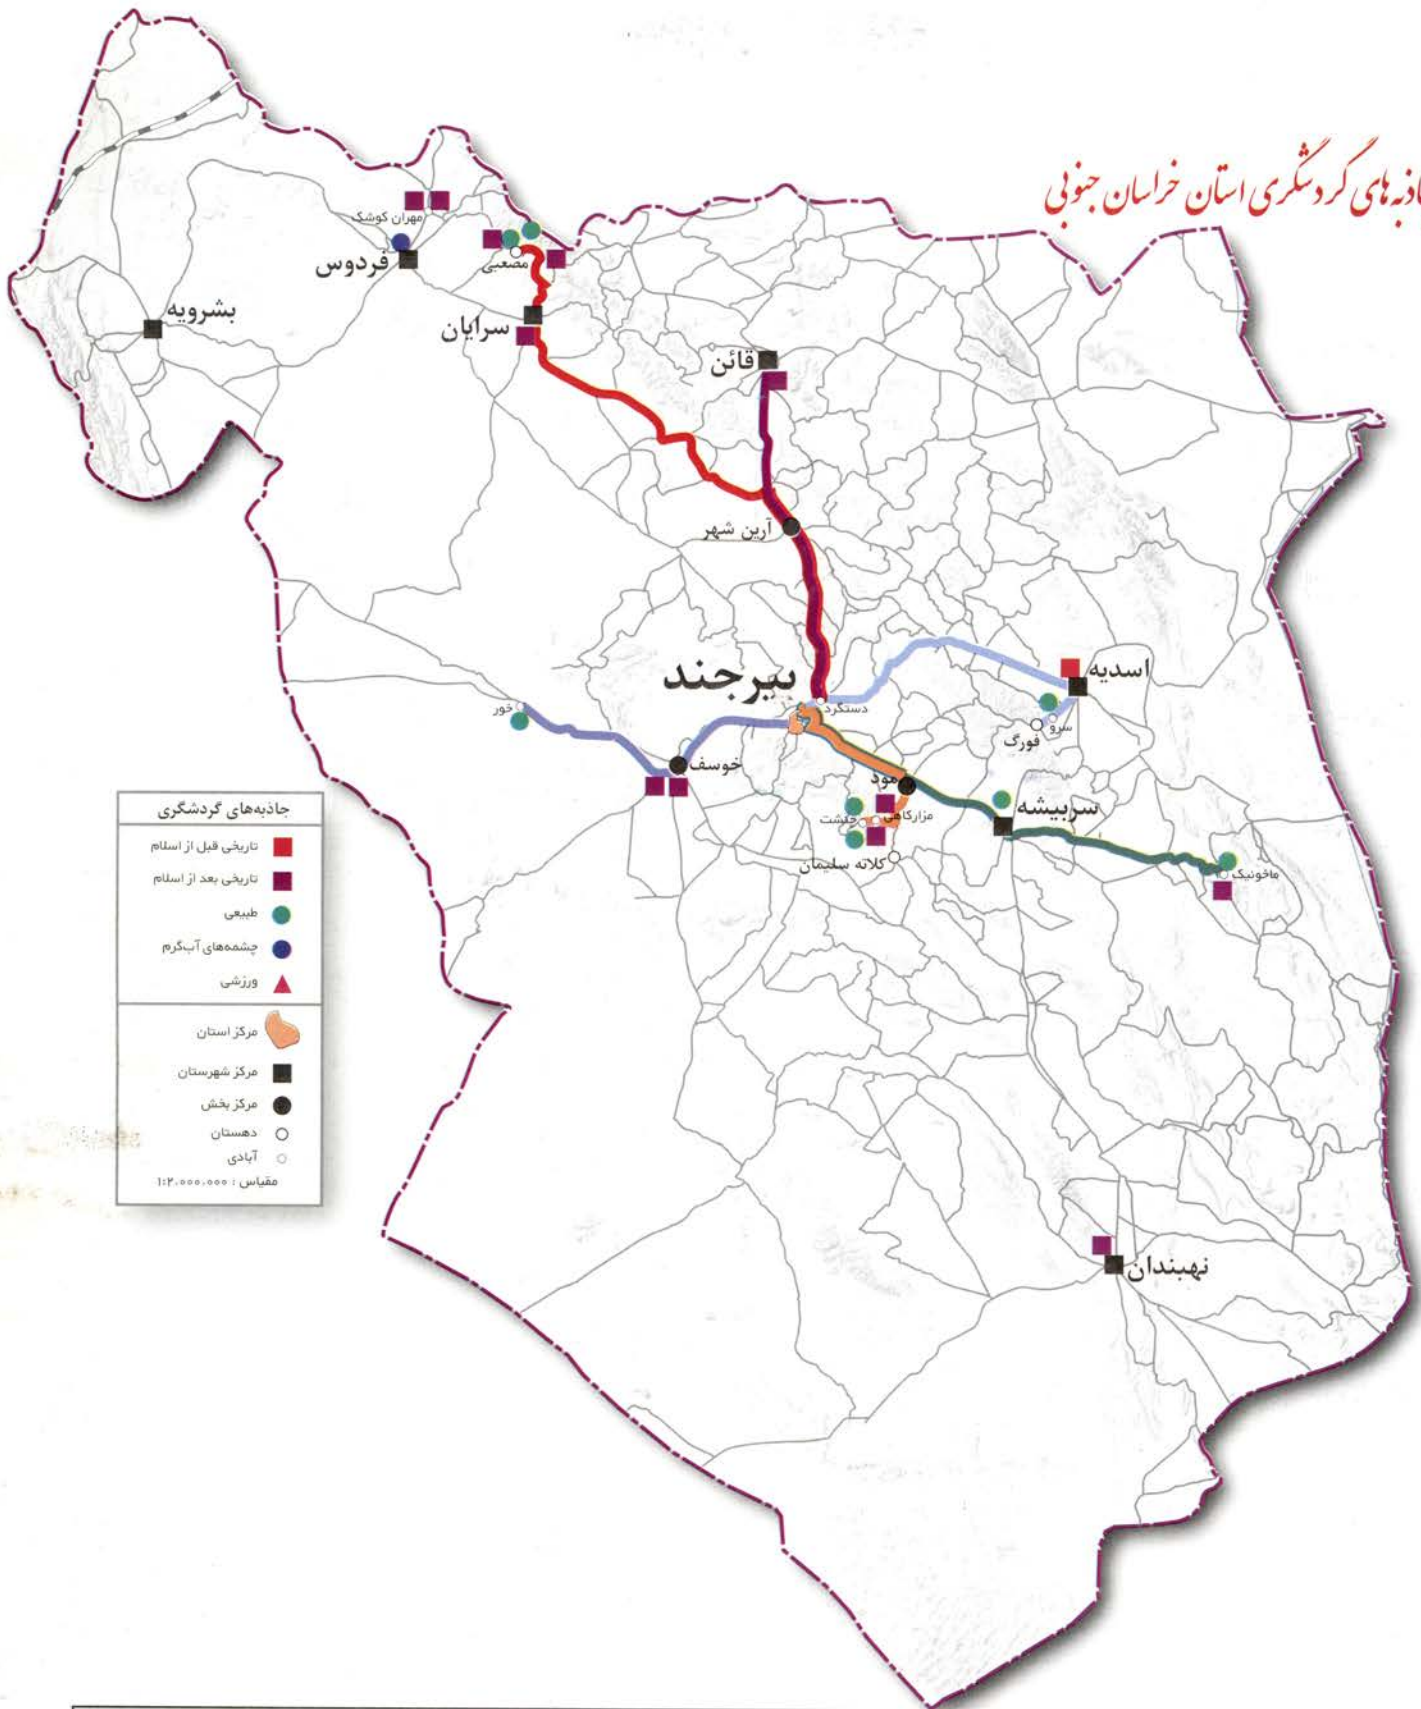 جاذبه‌های گردشگری استان خراسان جنوبی
مهران کوشک
فردوس
مصعبی
بشرویه
سرایان
قائن
آرین شهر
بیرجند
اسدیه
دستگرد
سرو
فورگ
خور
خوسف
مود
سربیشه
مزارکاهی
چنشت
کلاته سلیمان
ماخونیک
نهبندان
جاذبه‌های گردشگری
تاریخی قبل از اسلام
تاریخی بعد از اسلام
طبیعی
چشمه‌های آب‌گرم
ورزشی
مرکز استان
مرکز شهرستان
مرکز بخش
دهستان
آبادی
مقیاس : ۱:۲،۰۰۰،۰۰۰